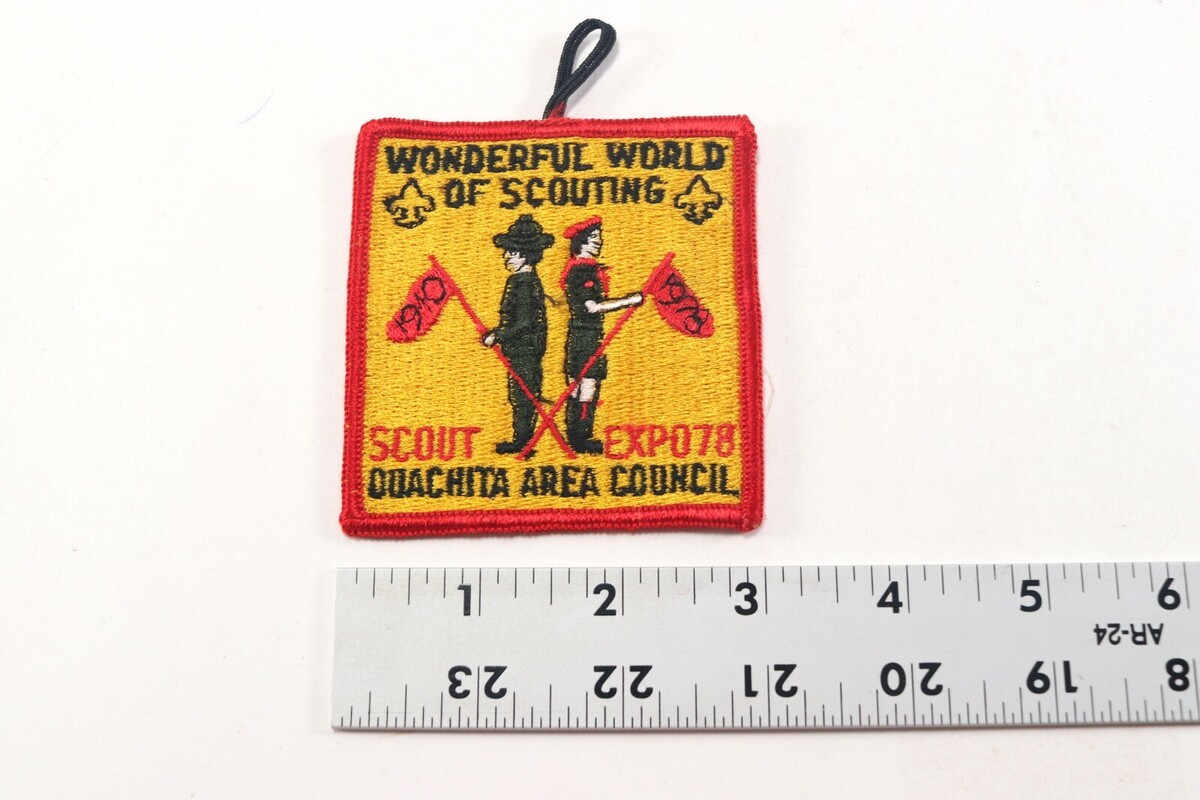 WONDERFUL WORLD
OF SCOUTING
1910 1978
SCOUT EXPO78
OUACHITA AREA COUNCIL
1 2 3 4 5 6
AR-24
23 22 21 20 19 18